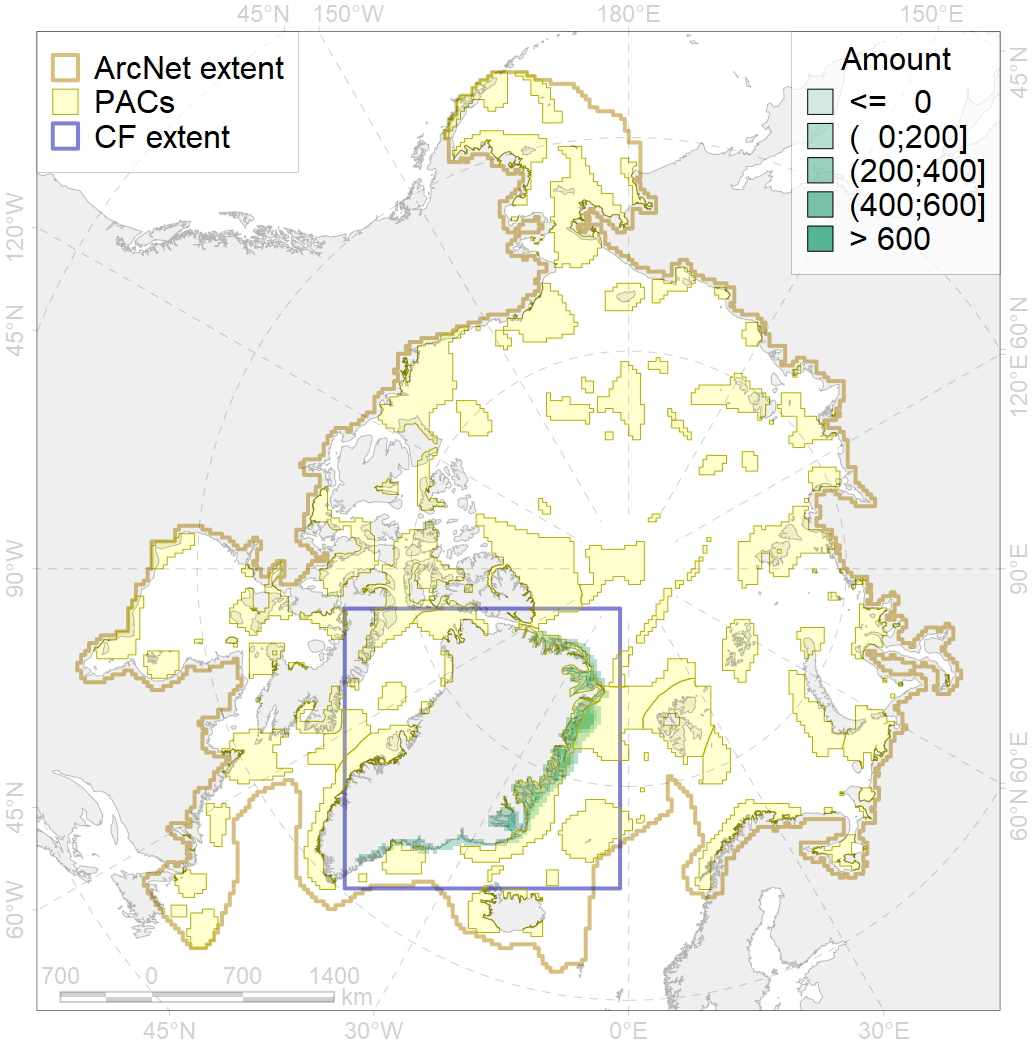 45°N 150°W 180°E 150°E
ArcNet extent
PACs
CF extent
Amount
<= 0
( 0;200]
(200;400]
(400;600]
> 600
45°N
60°N
120°E
90°E
60°E
60°N
120°W
45°N
90°W
45°N
60°W
700 0 700 1400
km
45°N 30°W 0°E 30°E